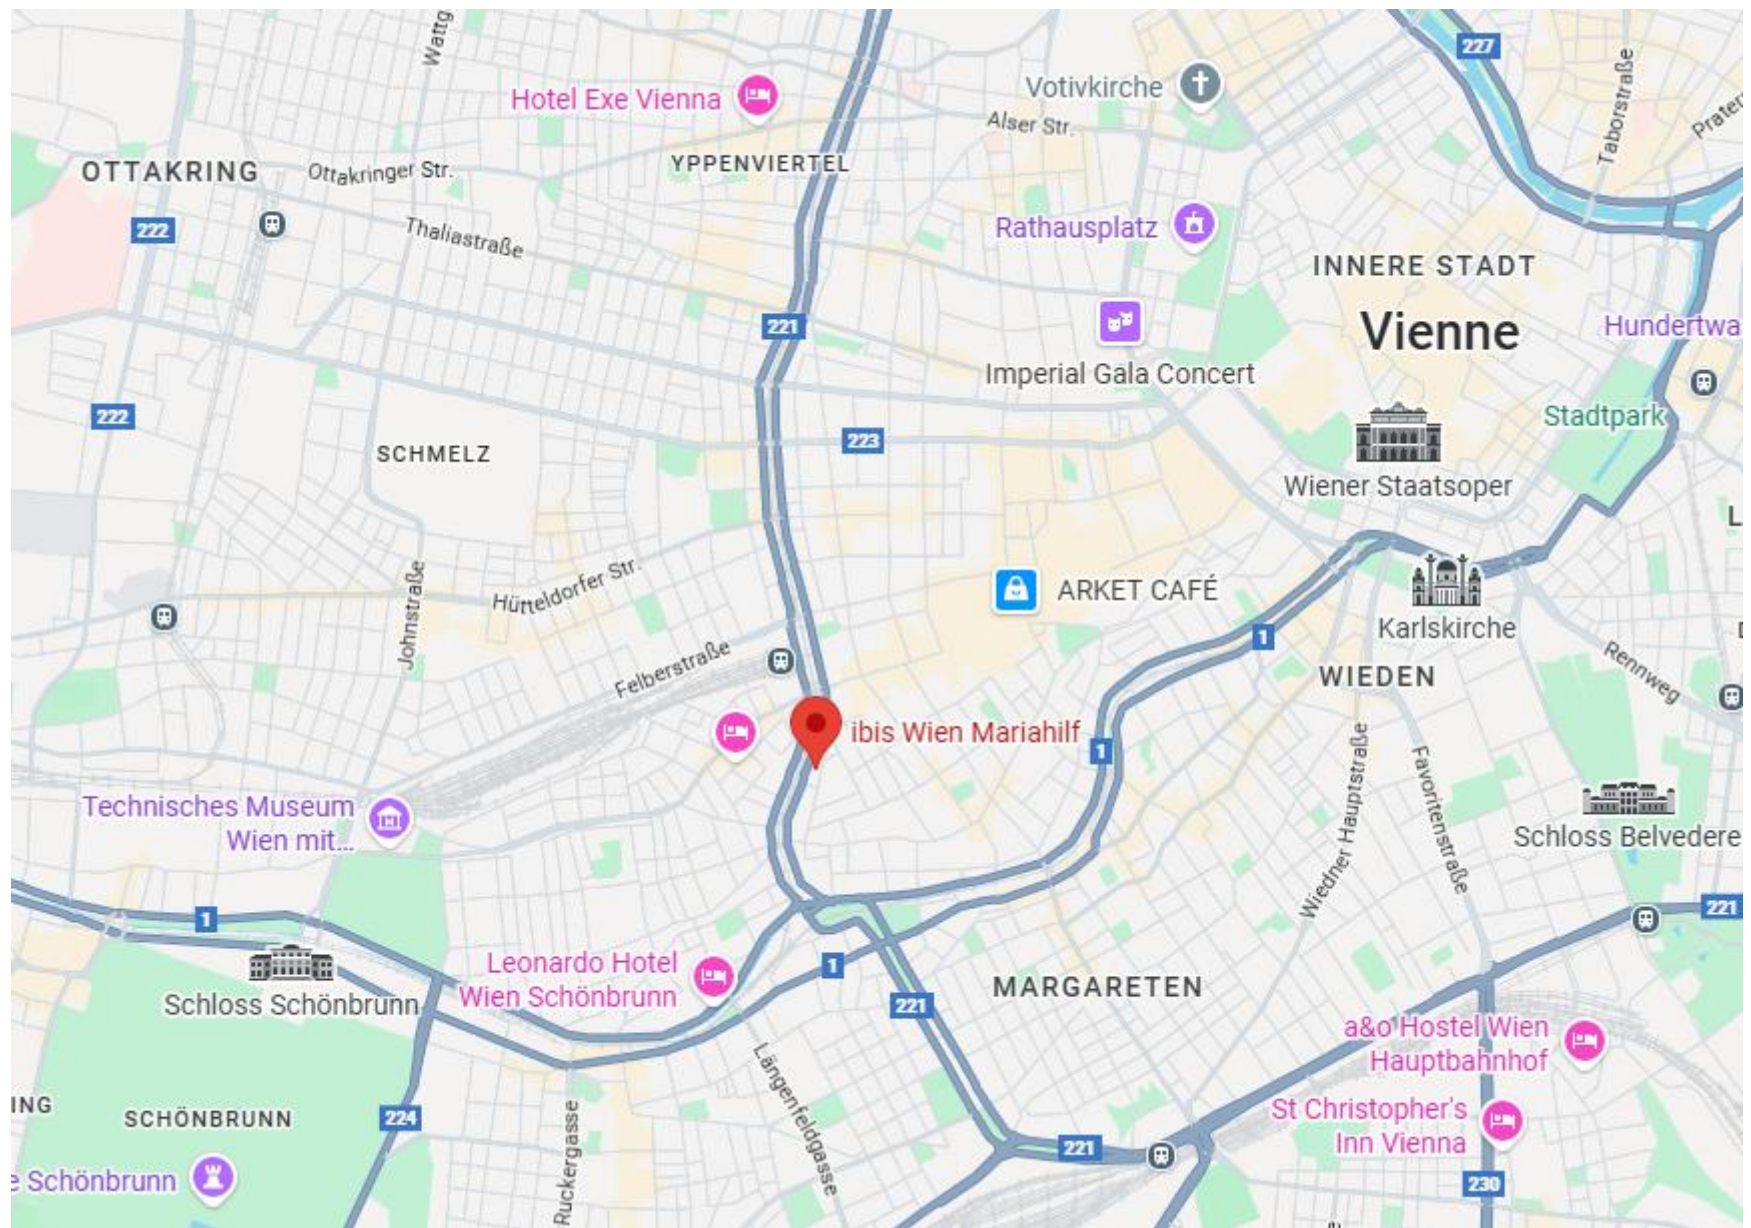 227
Wattg
Hotel Exe Vienna
Votivkirche
Taborstraße
Prater
Alser Str.
YPPENVIERTEL
OTTAKRING
Ottakringer Str.
222
Thaliastraße
Rathausplatz
INNERE STADT
Vienne
221
Hundertwa
Imperial Gala Concert
222
Stadtpark
223
SCHMELZ
Wiener Staatsoper
L
Johnstraße
Hütteldorfer Str.
ARKET CAFÉ
Karlskirche
1
Felberstraße
WIEDEN
Rennweg
ibis Wien Mariahilf
1
Wiedner Hauptstraße
Favoritenstraße
Technisches Museum
Wien mit...
Schloss Belvedere
1
221
Leonardo Hotel
Wien Schönbrunn
1
MARGARETEN
Schloss Schönbrunn
221
a&o Hostel Wien
Hauptbahnhof
Längenfeldgasse
ING
SCHÖNBRUNN
224
Ruckergasse
St Christopher's
Inn Vienna
221
e Schönbrunn
230